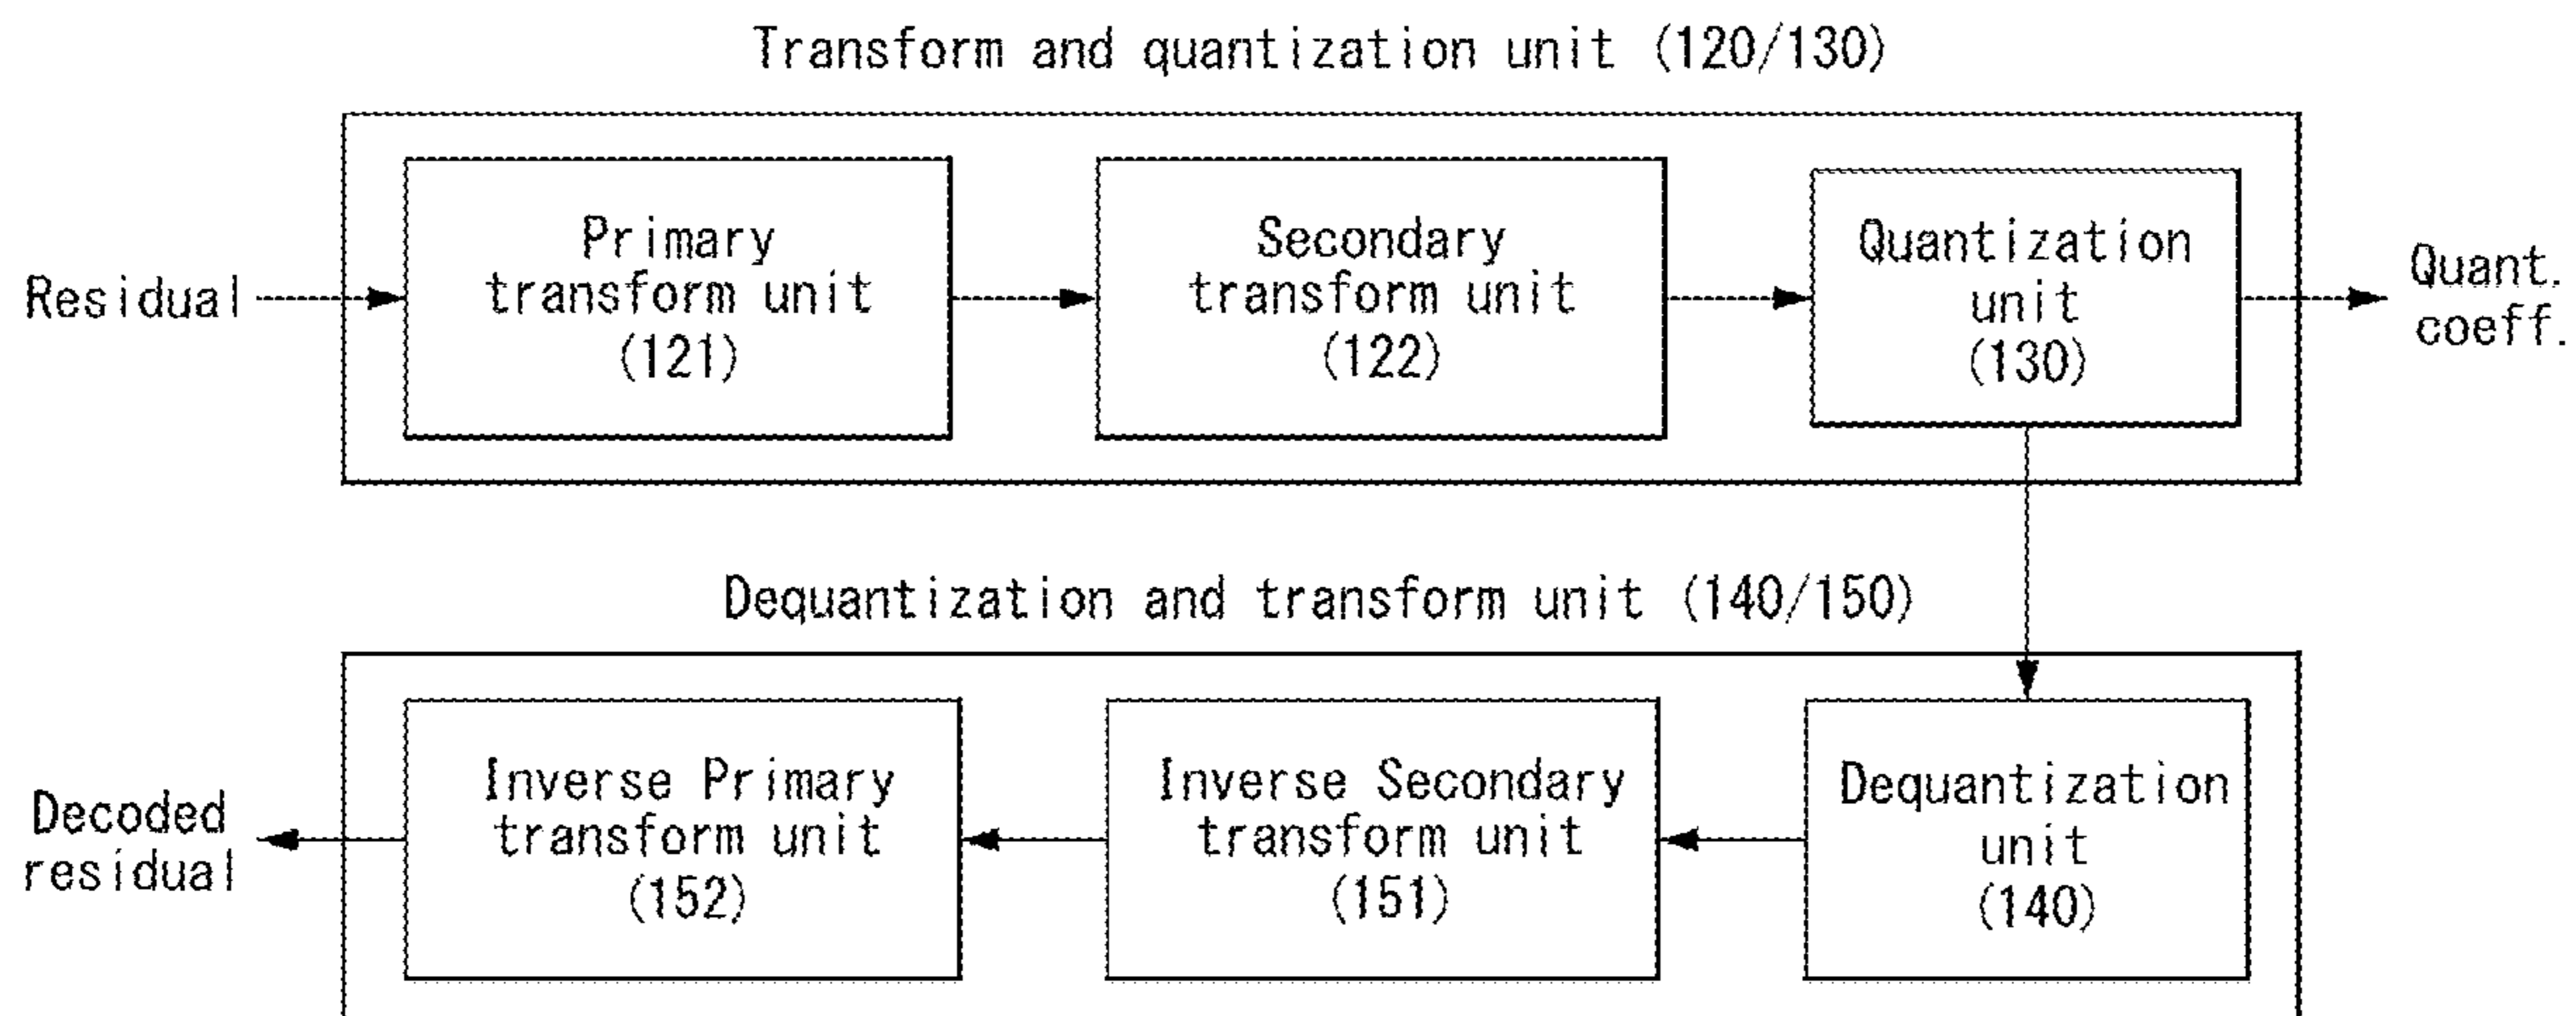 Transform and quantization unit (120/130)
Residual
Primary
transform unit
(121)
Secondary
transform unit
(122)
Quantization
unit
(130)
Quant.
coeff.
Dequantization and transform unit (140/150)
Decoded
residual
Inverse Primary
transform unit
(152)
Inverse Secondary
transform unit
(151)
Dequantization
unit
(140)